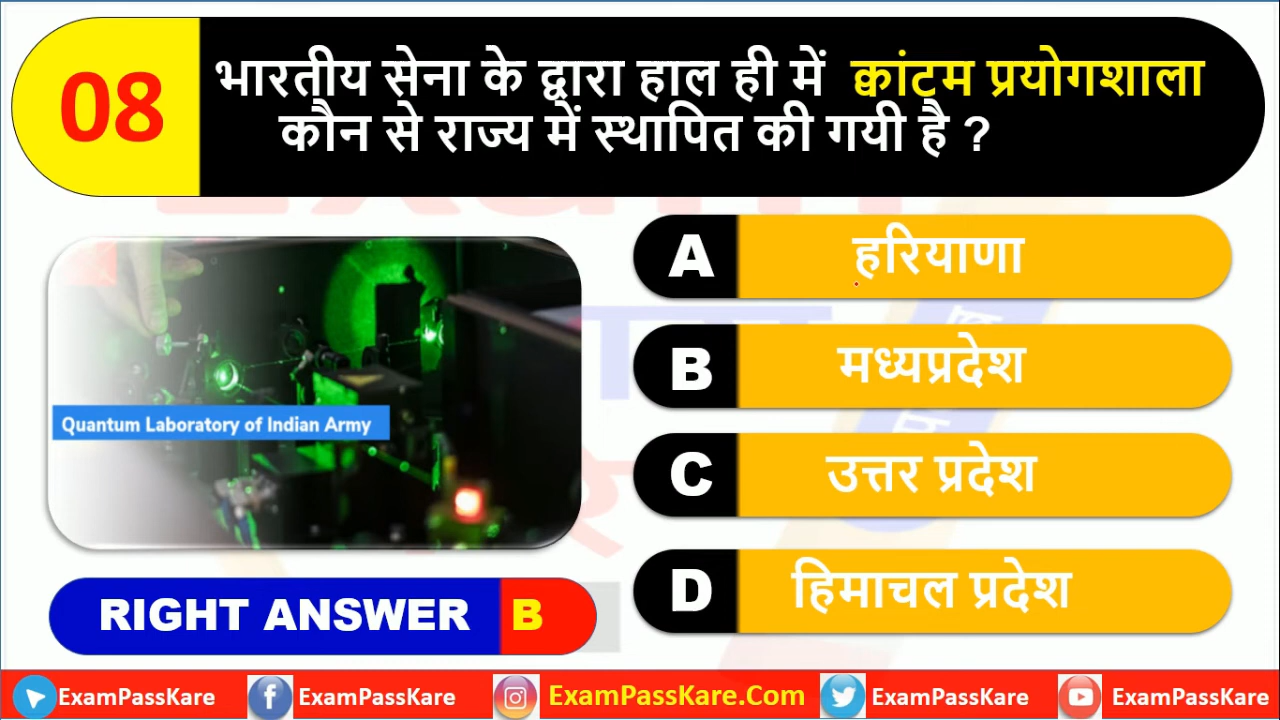 08
भारतीय सेना के द्वारा हाल ही में क्वांटम प्रयोगशाला
कौन से राज्य में स्थापित की गयी है ?
Quantum Laboratory of Indian Army
A हरियाणा
B मध्यप्रदेश
C उत्तर प्रदेश
D हिमाचल प्रदेश
RIGHT ANSWER B
ExamPassKare ExamPassKare ExamPassKare.Com ExamPassKare ExamPassKare